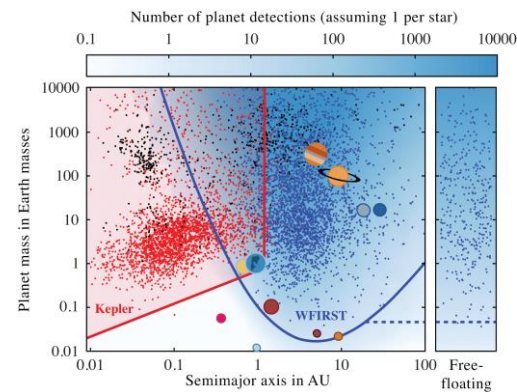 Number of planet detections (assuming 1 per star)
0.1 1 10 100 1000 10000
Planet mass in Earth masses
10000
1000
100
10
1
0.1
0.01
Kepler
WFIRST
0.01 0.1 1 10 100
Semimajor axis in AU
Free-
floating